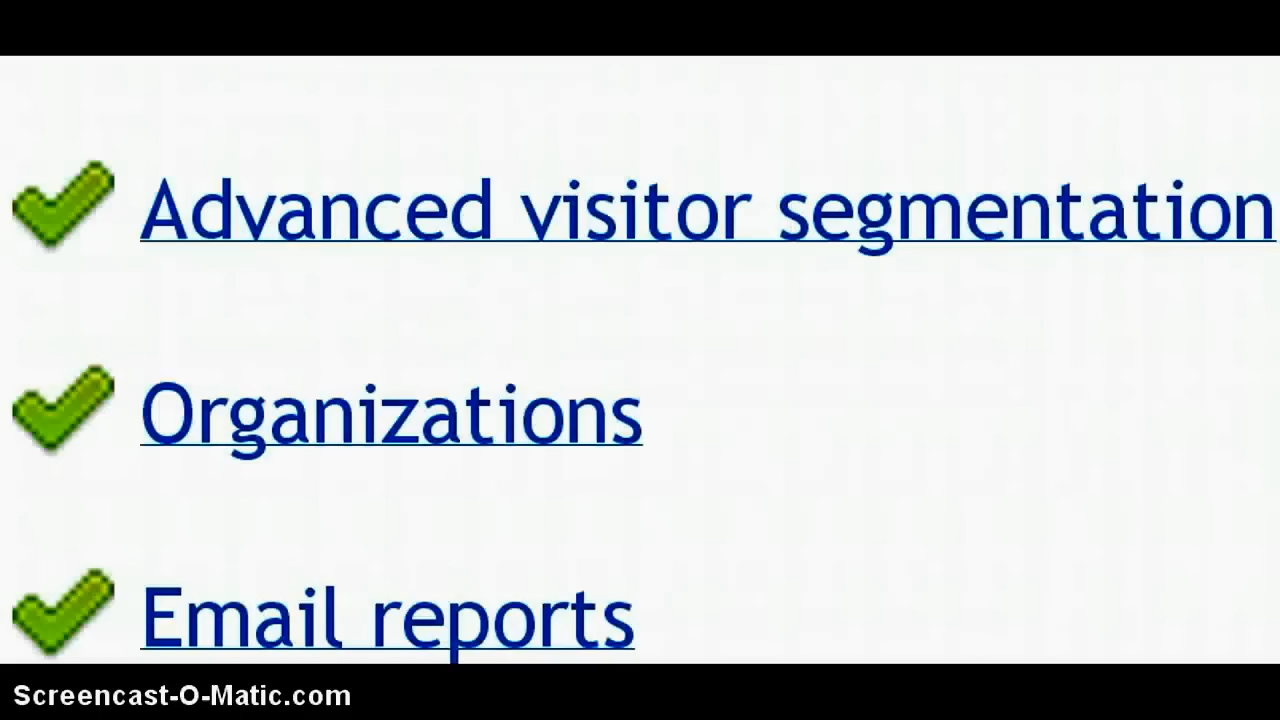 Advanced visitor segmentation
Organizations
Email reports
Screencast-O-Matic.com